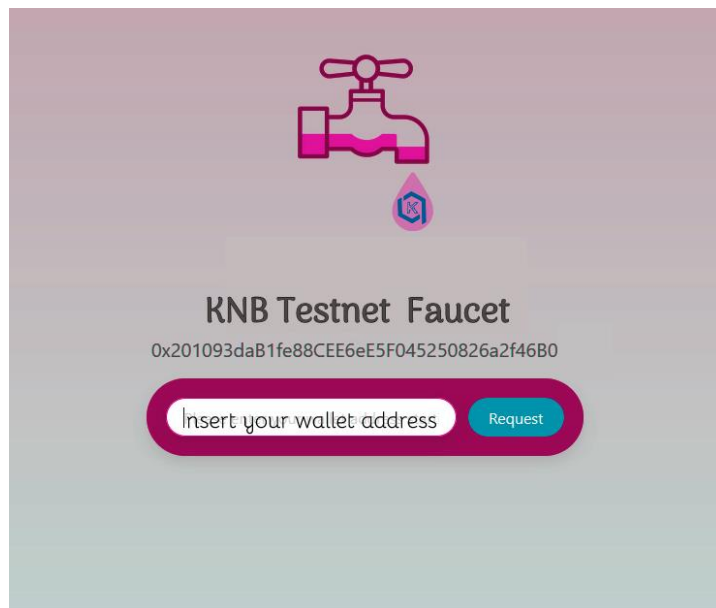 K
KNB Testnet Faucet
0x201093daB1fe88CEE6eE5F045250826a2f46B0
Insert your wallet address
Request